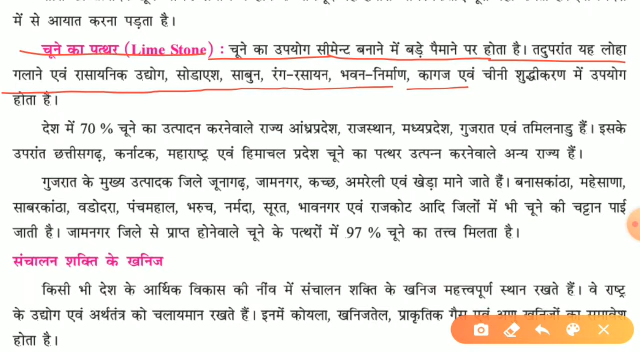 में से आयात करना पड़ता है।
चूने का पत्थर (Lime Stone) : चूने का उपयोग सीमेन्ट बनाने में बड़े पैमाने पर होता है। तदुपरांत यह लोहा
गलाने एवं रासायनिक उद्योग, सोडाएश, साबुन, रंग-रसायन, भवन-निर्माण, कागज एवं चीनी शुद्धीकरण में उपयोग
होता है।
देश में 70 % चूने का उत्पादन करनेवाले राज्य आंध्रप्रदेश, राजस्थान, मध्यप्रदेश, गुजरात एवं तमिलनाडु हैं। इसके
उपरांत छत्तीसगढ़, कर्नाटक, महाराष्ट्र एवं हिमाचल प्रदेश चूने का पत्थर उत्पन्न करनेवाले अन्य राज्य हैं।
गुजरात के मुख्य उत्पादक जिले जूनागढ़, जामनगर, कच्छ, अमरेली एवं खेड़ा माने जाते हैं। बनासकांठा, महेसाणा,
साबरकांठा, वडोदरा, पंचमहाल, भरुच, नर्मदा, सूरत, भावनगर एवं राजकोट आदि जिलों में भी चूने की चट्टान पाई
जाती है। जामनगर जिले से प्राप्त होनेवाले चूने के पत्थरों में 97 % चूने का तत्त्व मिलता है।
संचालन शक्ति के खनिज
किसी भी देश के आर्थिक विकास की नींव में संचालन शक्ति के खनिज महत्त्वपूर्ण स्थान रखते हैं। वे राष्ट्र
के उद्योग एवं अर्थतंत्र को चलायमान रखते हैं। इनमें कोयला, खनिजतेल, प्राकृतिक गैस
होता है।